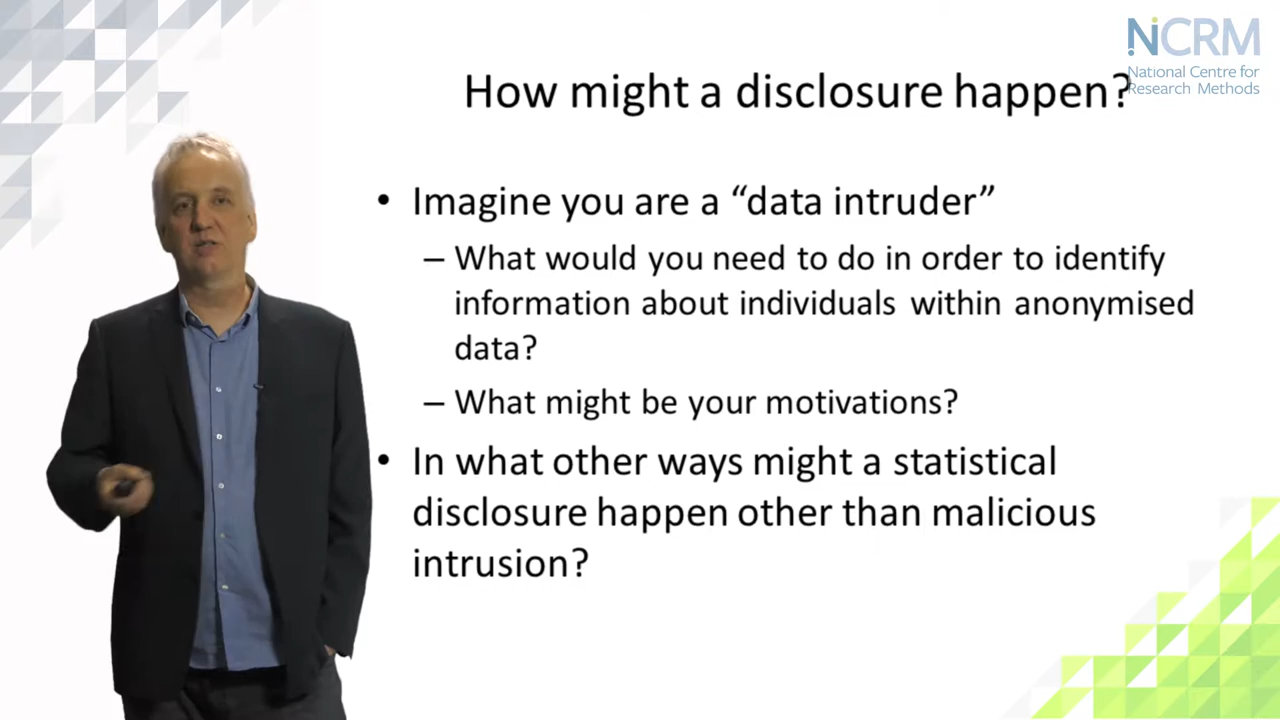 NCRM
National Centre for
Research Methods
How might a disclosure happen?
• Imagine you are a “data intruder”
– What would you need to do in order to identify
information about individuals within anonymised
data?
– What might be your motivations?
• In what other ways might a statistical
disclosure happen other than malicious
intrusion?